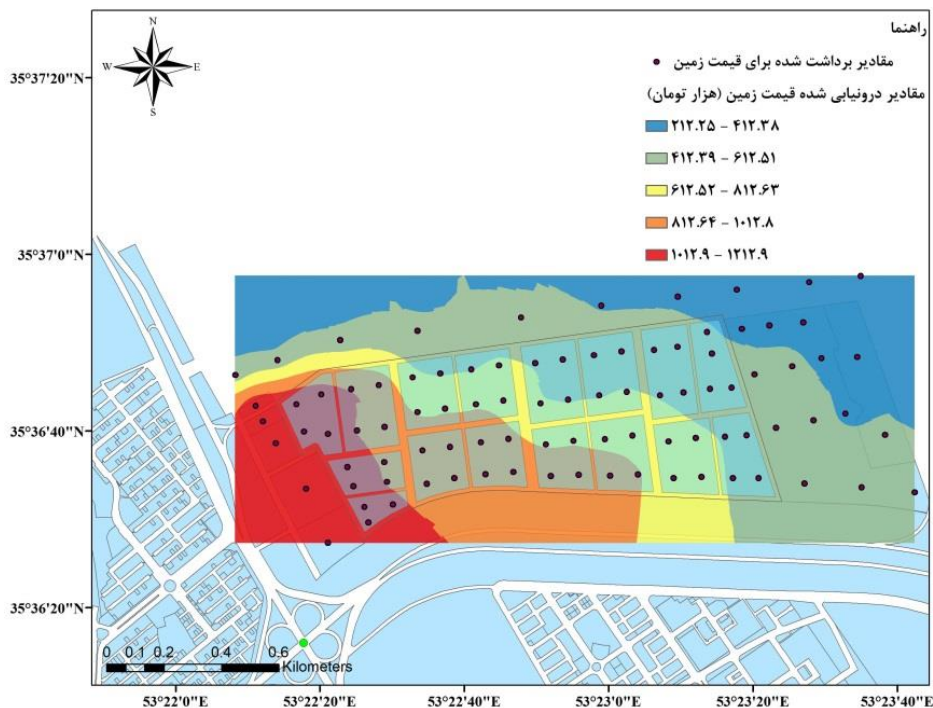 راهنما
مقادیر برداشت شده برای قیمت زمین
مقادیر درونیابی شده قیمت زمین (هزار تومان)
۲۱۲.۲۵ - ۴۱۲.۳۸
۴۱۲.۳۹ - ۶۱۲.۵۱
۶۱۲.۵۲ - ۸۱۲.۶۳
۸۱۲.۶۴ - ۱۰۱۲.۸
۱۰۱۲.۹ - ۱۲۱۲.۹
N
W E
S
35°37'20"N
35°37'0"N
35°36'40"N
35°36'20"N
0 0.1 0.2 0.4 0.6
Kilometers
53°22'0"E 53°22'20"E 53°22'40"E 53°23'0"E 53°23'20"E 53°23'40"E